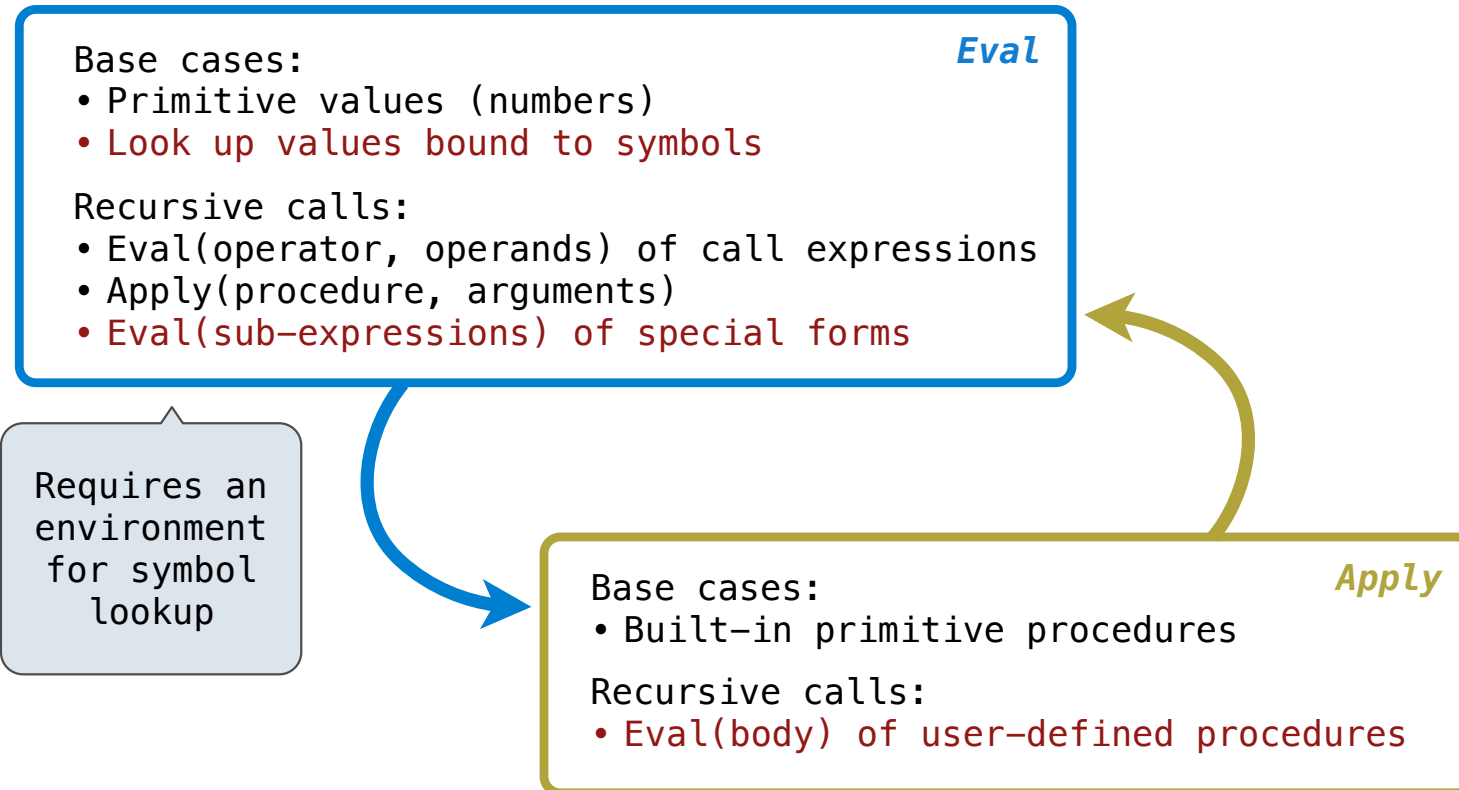 Eval
Base cases:
• Primitive values (numbers)
• Look up values bound to symbols
Recursive calls:
• Eval(operator, operands) of call expressions
• Apply(procedure, arguments)
• Eval(sub-expressions) of special forms
Requires an
environment
for symbol
lookup
Apply
Base cases:
• Built-in primitive procedures
Recursive calls:
• Eval(body) of user-defined procedures